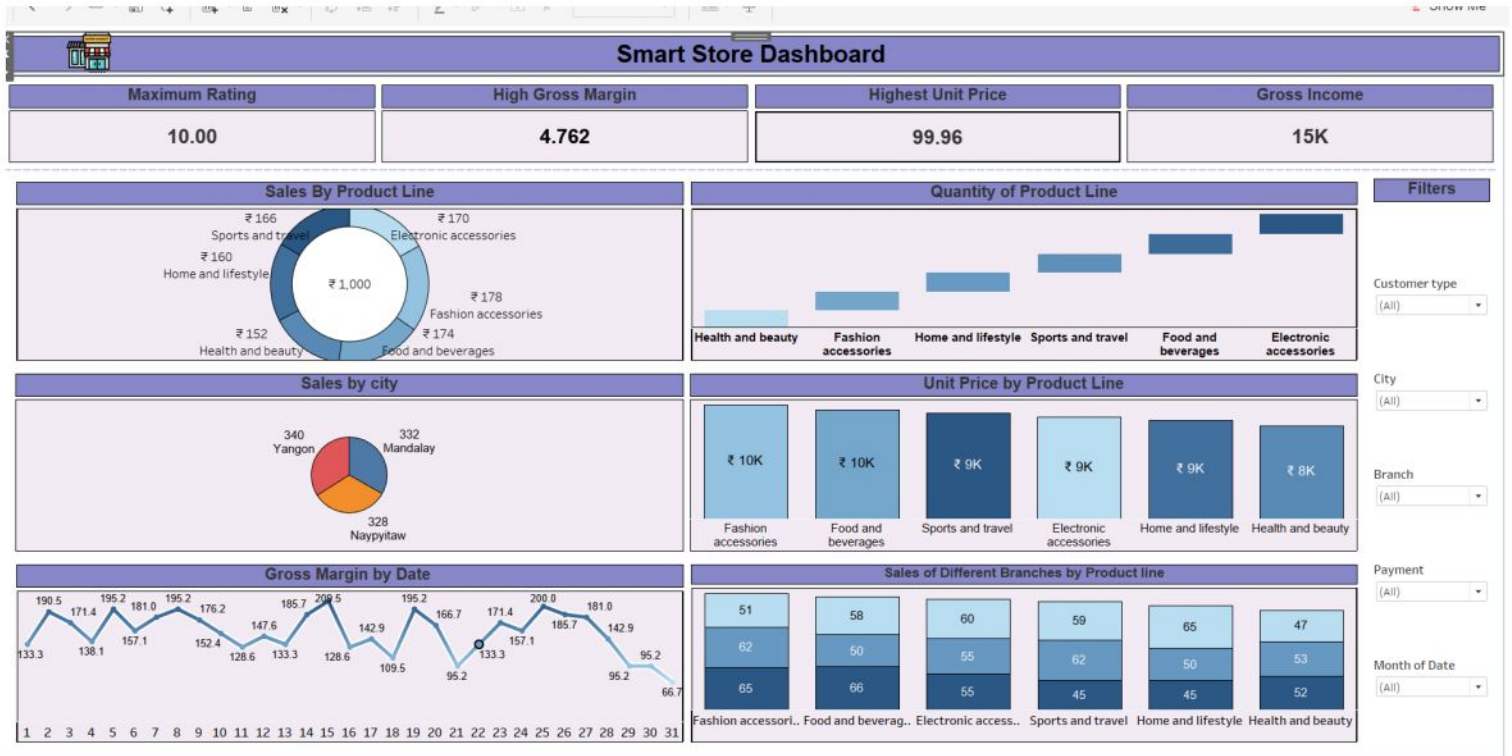 Show Me
Smart Store Dashboard
Maximum Rating
High Gross Margin
Highest Unit Price
Gross Income
10.00
4.762
99.96
15K
Sales By Product Line
₹ 166
Sports and travel
₹ 170
Electronic accessories
₹ 160
Home and lifestyle
₹ 1,000
₹ 178
Fashion accessories
₹ 152
Health and beauty
₹ 174
Food and beverages
Quantity of Product Line
Health and beauty
Fashion
accessories
Home and lifestyle
Sports and travel
Food and
beverages
Electronic
accessories
Filters
Customer type
(All)
City
(All)
Branch
(All)
Payment
(All)
Month of Date
(All)
Sales by city
340
Yangon
332
Mandalay
328
Naypyitaw
Unit Price by Product Line
₹ 10K
₹ 10K
₹ 9K
₹ 9K
₹ 9K
₹ 8K
Fashion
accessories
Food and
beverages
Sports and travel
Electronic
accessories
Home and lifestyle
Health and beauty
Gross Margin by Date
133.3
190.5
171.4
138.1
195.2
157.1
181.0
195.2
152.4
176.2
128.6
147.6
133.3
185.7
209.5
128.6
142.9
109.5
195.2
166.7
95.2
133.3
171.4
157.1
200.0
185.7
181.0
142.9
95.2
95.2
66.7
1 2 3 4 5 6 7 8 9 10 11 12 13 14 15 16 17 18 19 20 21 22 23 24 25 26 27 28 29 30 31
Sales of Different Branches by Product line
51 58 60 59 65 47
62 50 55 62 50 53
65 66 55 45 45 52
Fashion accessori.. Food and beverag.. Electronic access.. Sports and travel Home and lifestyle Health and beauty